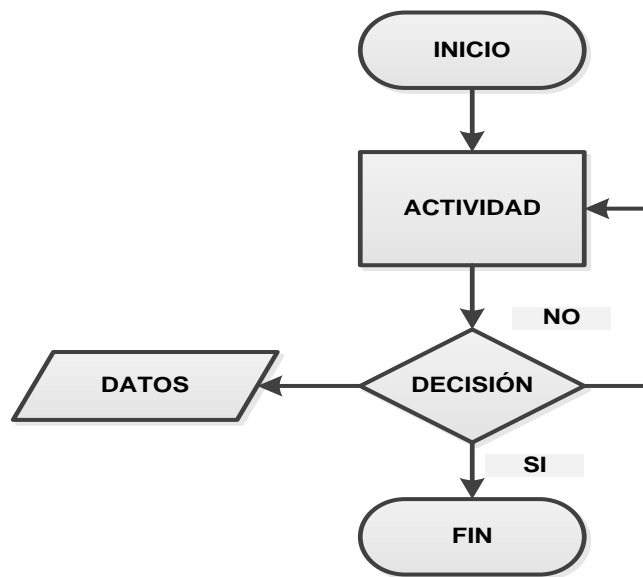 INICIO
ACTIVIDAD
NO
DATOS
DECISIÓN
SI
FIN